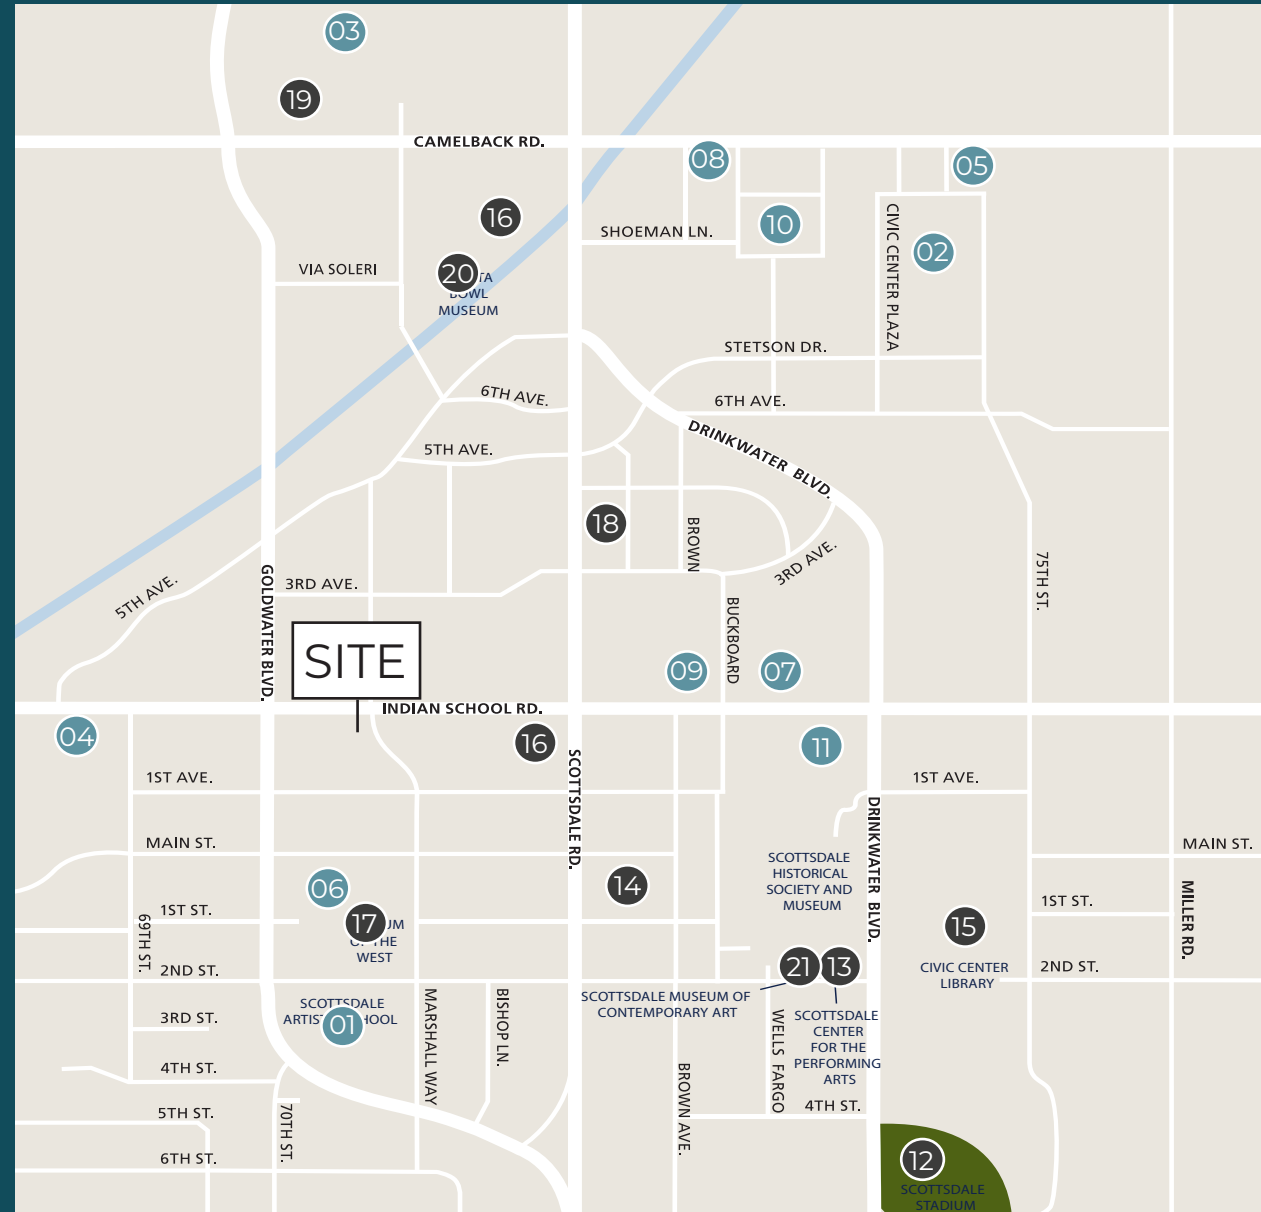 03
19
CAMELBACK RD.
08
05
16
SHOEMAN LN.
10
CIVIC CENTER PLAZA
02
VIA SOLERI
20
BOWL
MUSEUM
STETSON DR.
6TH AVE.
6TH AVE.
DRINKWATER BLVD.
5TH AVE.
18
BROWN
3RD AVE.
75TH ST.
5TH AVE.
GOLDWATER BLVD.
3RD AVE.
BUCKBOARD
SITE
09
07
INDIAN SCHOOL RD.
04
16
11
SCOTTSDALE RD.
1ST AVE.
1ST AVE.
DRINKWATER BLVD.
MAIN ST.
MAIN ST.
SCOTTSDALE
HISTORICAL
SOCIETY AND
MUSEUM
06
14
MILLER RD.
1ST ST.
17
OF THE
WEST
69TH ST.
15
1ST ST.
2ND ST.
21
13
CIVIC CENTER
LIBRARY
2ND ST.
SCOTTSDALE
ARTIST SCHOOL
01
3RD ST.
MARSHALL WAY
BISHOP LN.
SCOTTSDALE MUSEUM OF
CONTEMPORARY ART
WELLS FARGO
SCOTTSDALE
CENTER
FOR THE
PERFORMING
ARTS
4TH ST.
BROWN AVE.
4TH ST.
5TH ST.
70TH ST.
6TH ST.
12
SCOTTSDALE
STADIUM